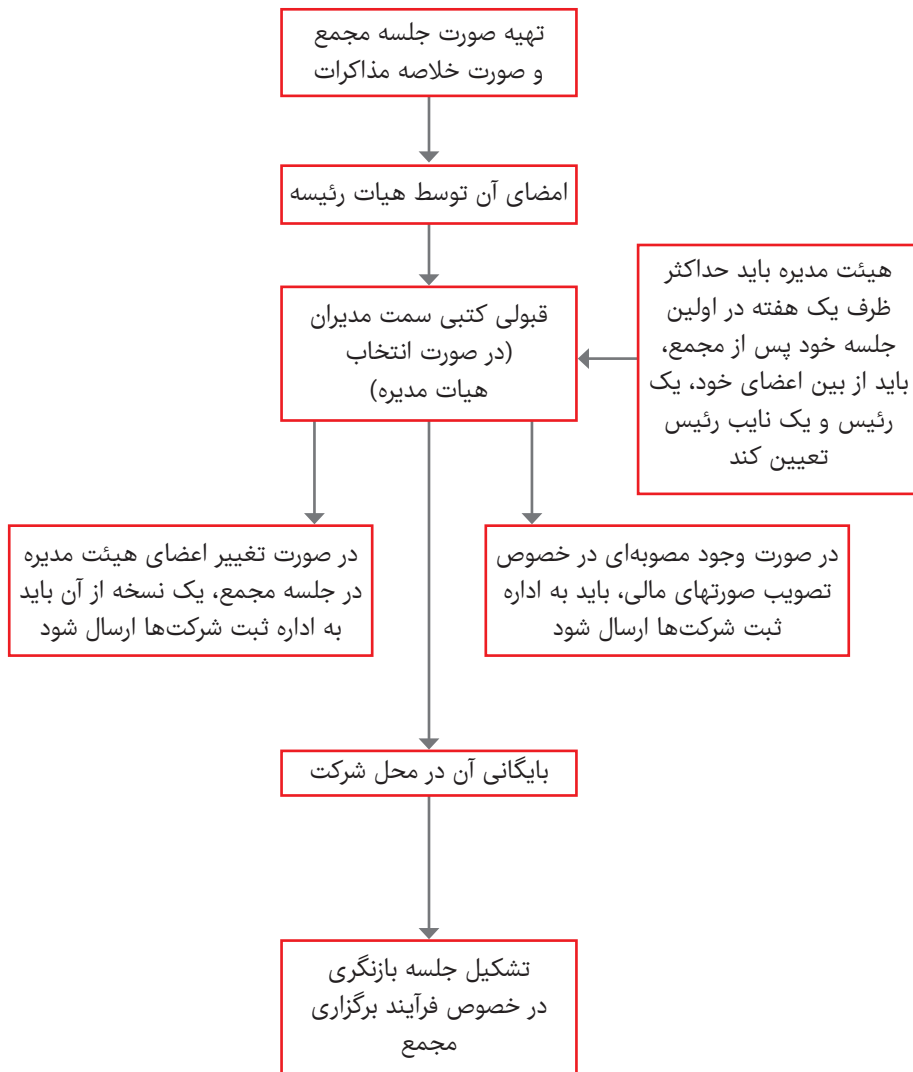 تهیه صورت جلسه مجمع
و صورت خلاصه مذاکرات
امضای آن توسط هیات رئیسه
هیئت مدیره باید حداکثر
ظرف یک هفته در اولین
جلسه خود پس از مجمع،
باید از بین اعضای خود، یک
رئیس و یک نایب رئیس
تعیین کند
قبولی کتبی سمت مدیران
(در صورت انتخاب
هیات مدیره)
در صورت وجود مصوبه‌ای در خصوص
تصویب صورتهای مالی، باید به اداره
ثبت شرکت‌ها ارسال شود
در صورت تغییر اعضای هیئت مدیره
در جلسه مجمع، یک نسخه از آن باید
به اداره ثبت شرکت‌ها ارسال شود
بایگانی آن در محل شرکت
تشکیل جلسه بازنگری
در خصوص فرآیند برگزاری
مجمع